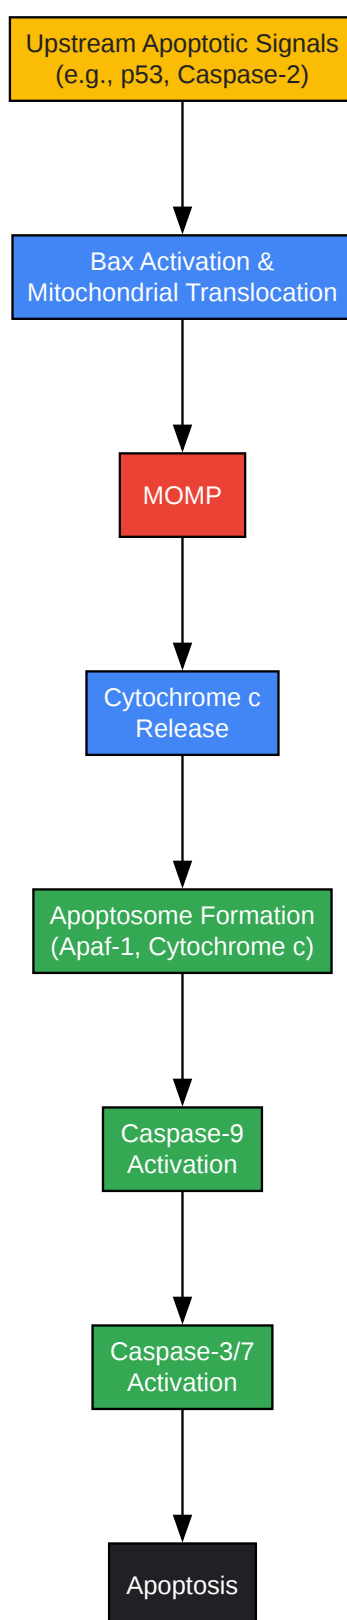 Upstream Apoptotic Signals
(e.g., p53, Caspase-2)
Bax Activation &
Mitochondrial Translocation
MOMP
Cytochrome c
Release
Apoptosome Formation
(Apaf-1, Cytochrome c)
Caspase-9
Activation
Caspase-3/7
Activation
Apoptosis